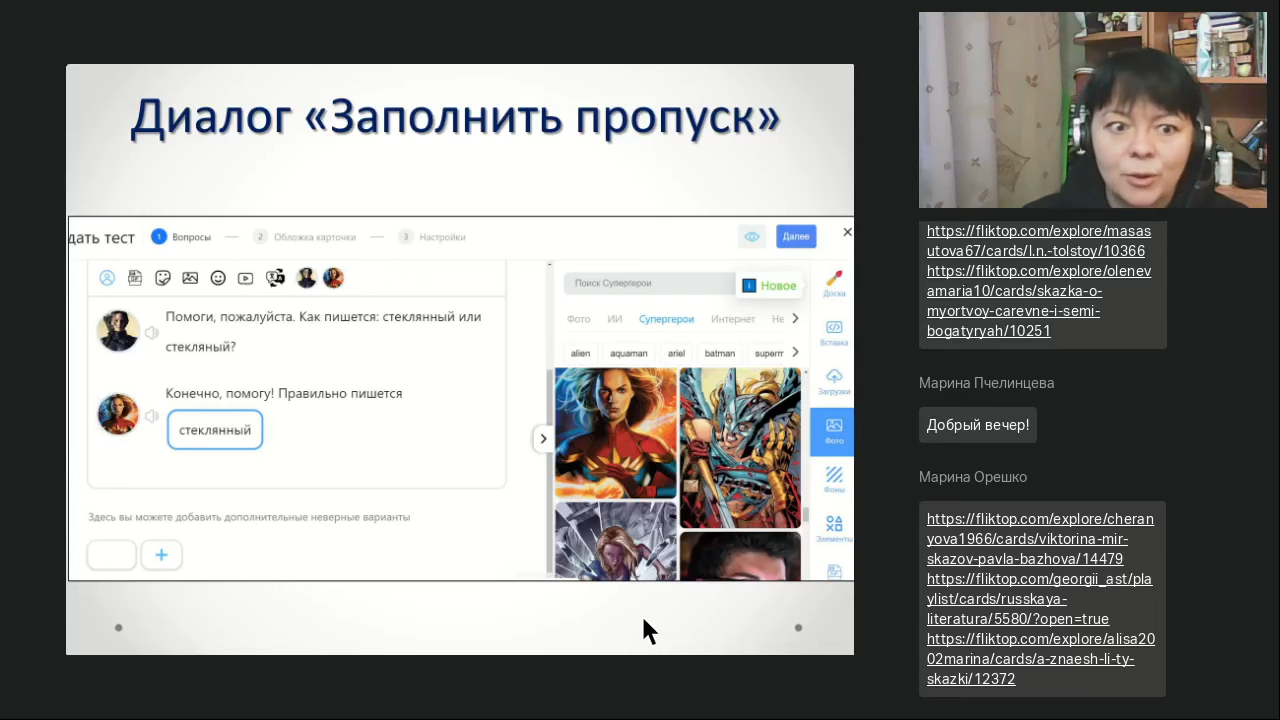 Диалог «Заполнить пропуск»
дать тест
1 Вопросы
2 Обложка карточки
3 Настройки
Далее
Помоги, пожалуйста. Как пишется: стеклянный или
стекляный?
Конечно, помогу! Правильно пишется
стеклянный
Здесь вы можете добавить дополнительные неверные варианты
Поиск Супергерои
Новое
Фото
ИИ
Супергерои
Интернет
Не
alien
aquaman
ariel
batman
superm
Доска
Вставка
Загрузки
Фото
Фоны
Элементы
https://fliktop.com/explore/masas
utova67/cards/l.n.-tolstoy/10366
https://fliktop.com/explore/olenev
amaria10/cards/skazka-o-
myortvoy-carevne-i-semi-
bogatyryah/10251
Марина Пчелинцева
Добрый вечер!
Марина Орешко
https://fliktop.com/explore/cheran
yova1966/cards/viktorina-mir-
skazov-pavla-bazhova/14479
https://fliktop.com/georgii_ast/pla
ylist/cards/russkaya-
literatura/5580/?open=true
https://fliktop.com/explore/alisa20
02marina/cards/a-znaesh-li-ty-
skazki/12372